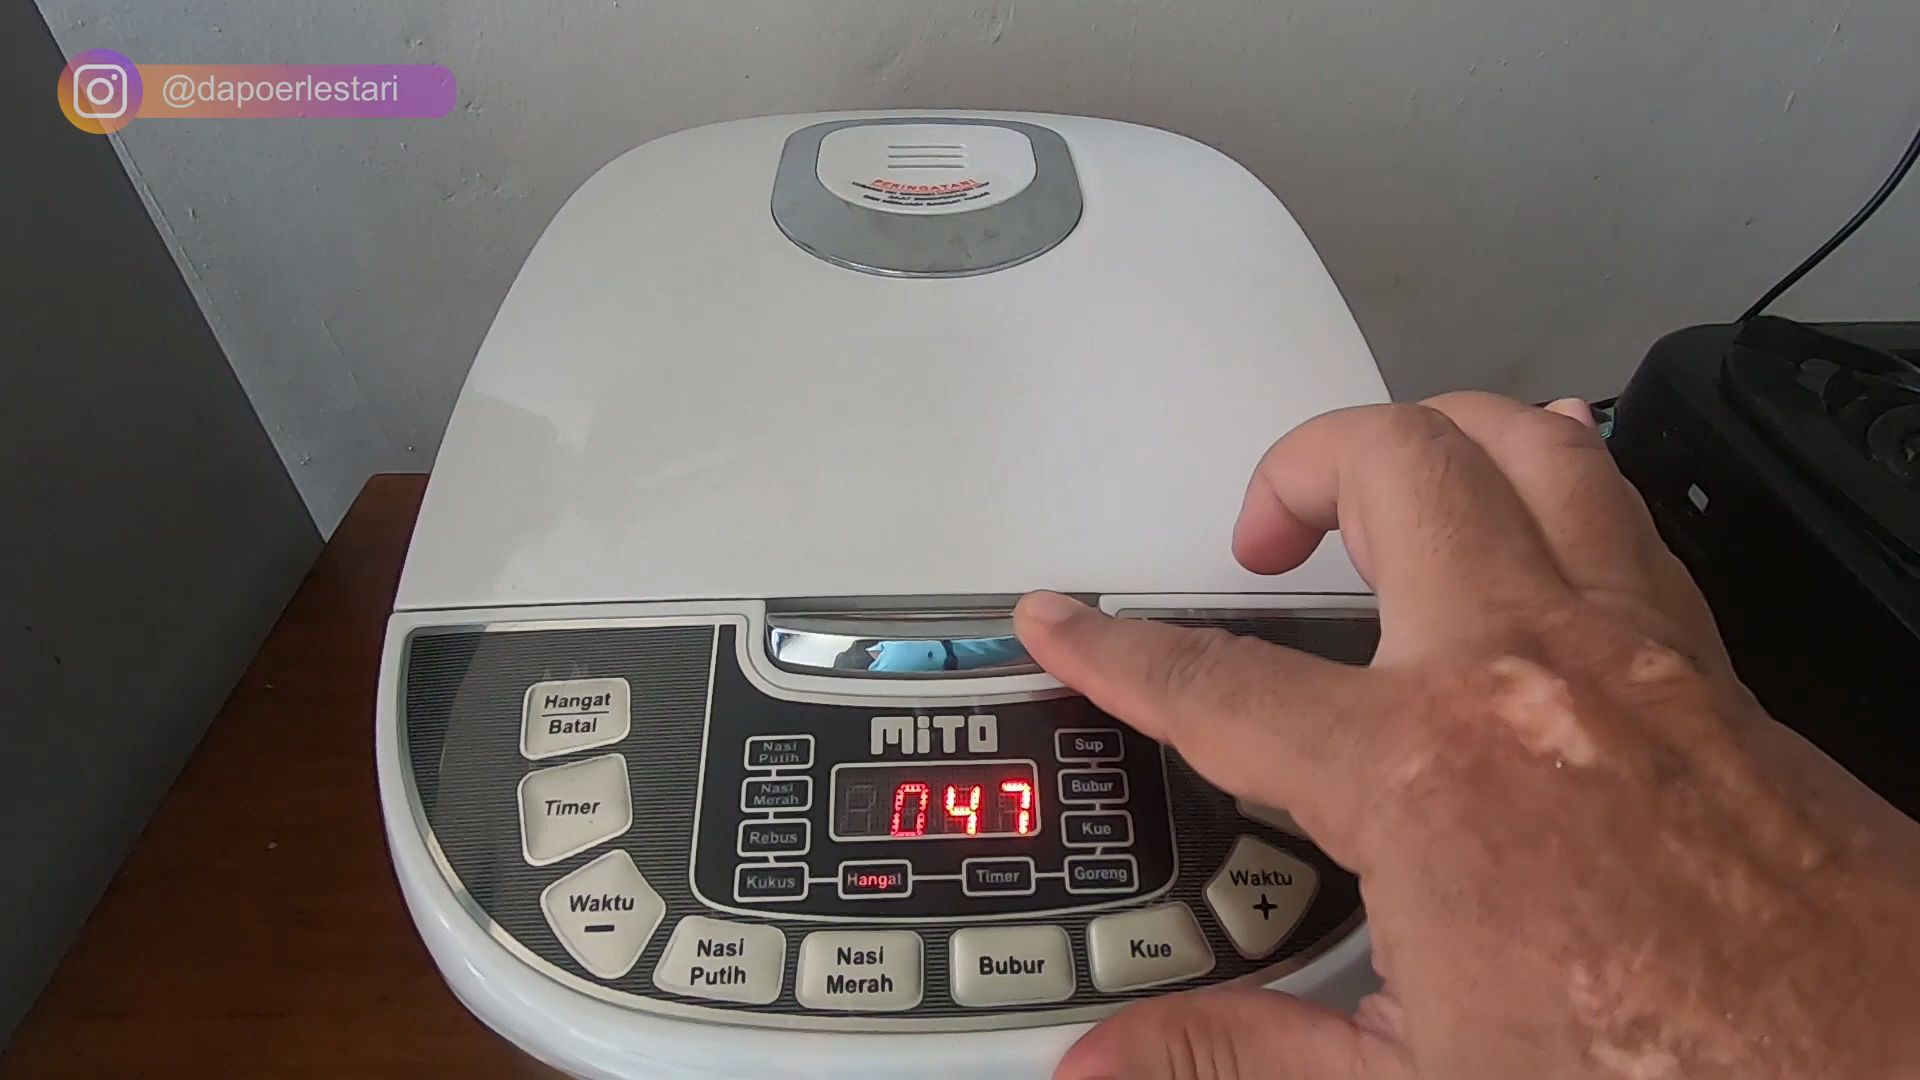 @dapoerlestari
PERINGATAN
Hangat
Batal
Timer
Waktu
−
Nasi
Putih
Nasi
Merah
Bubur
Kue
Waktu
+
MITO
Nasi
Putih
Nasi
Merah
Rebus
Kukus
Hangat
Timer
Sup
Bubur
Kue
Goreng
047